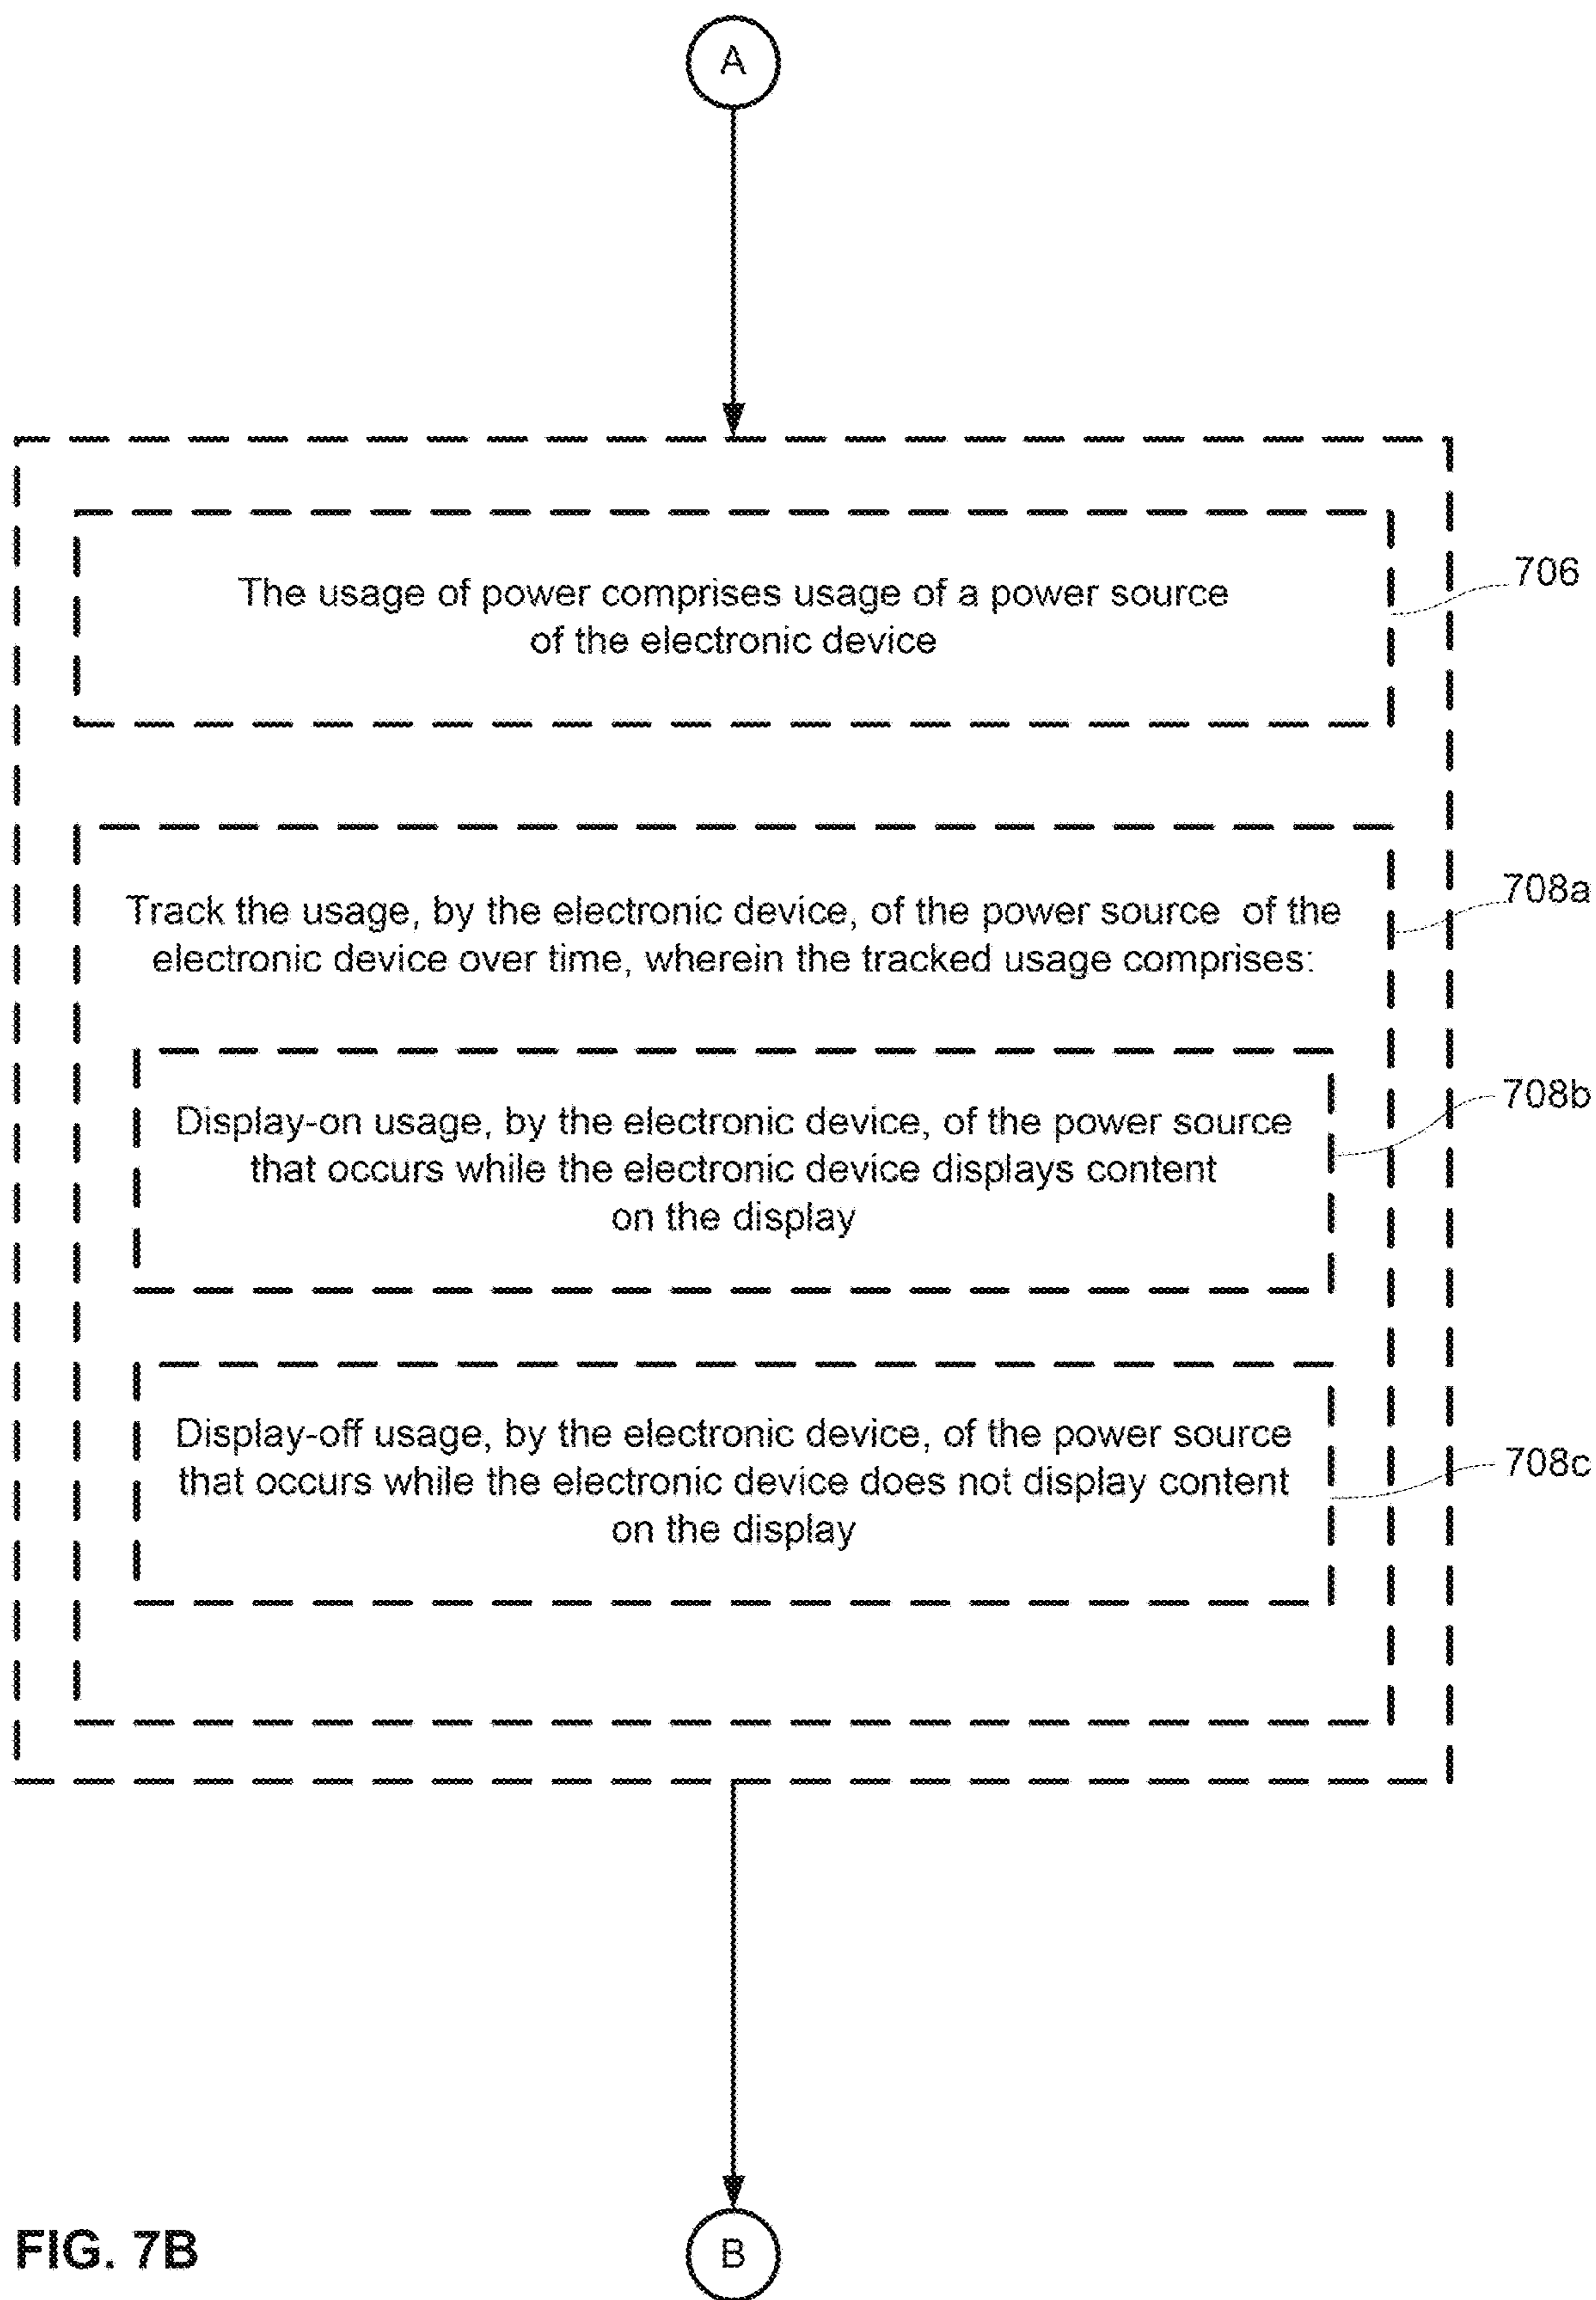 A
The usage of power comprises usage of a power source
of the electronic device
706
Track the usage, by the electronic device, of the power source of the
electronic device over time, wherein the tracked usage comprises:
708a
Display-on usage, by the electronic device, of the power source
that occurs while the electronic device displays content
on the display
708b
Display-off usage, by the electronic device, of the power source
that occurs while the electronic device does not display content
on the display
708c
FIG. 7B
B